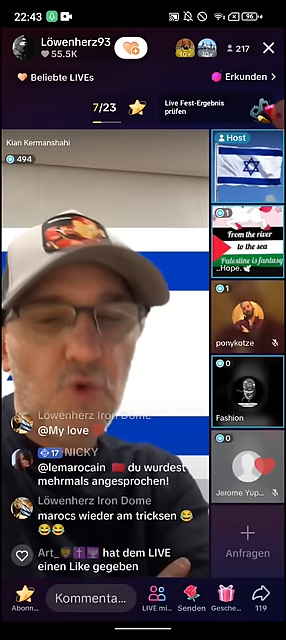 22:43
96
Löwenherz93
55.5K
10+
10+
217
Beliebte LIVEs
Erkunden >
7/23
Live Fest-Ergebnis
prüfen
Kian Kermanshahi
494
Host
1
From the river
to the sea
Palestine is fantasy
..Hope.
1
ponykotze
0
Fashion
0
Jerome Yup...
Anfragen
Löwenherz Iron Dome
@My love
17 NICKY
@lemarocain 🇲🇦 du wurdest
mehrmals angesprochen!
Löwenherz Iron Dome
marocs wieder am tricksen 😂
😂😂
Art_🦁✝️🕎 hat dem LIVE
einen Like gegeben
Abonn...
Kommenta...
LIVE mi...
Senden
Gesche...
119